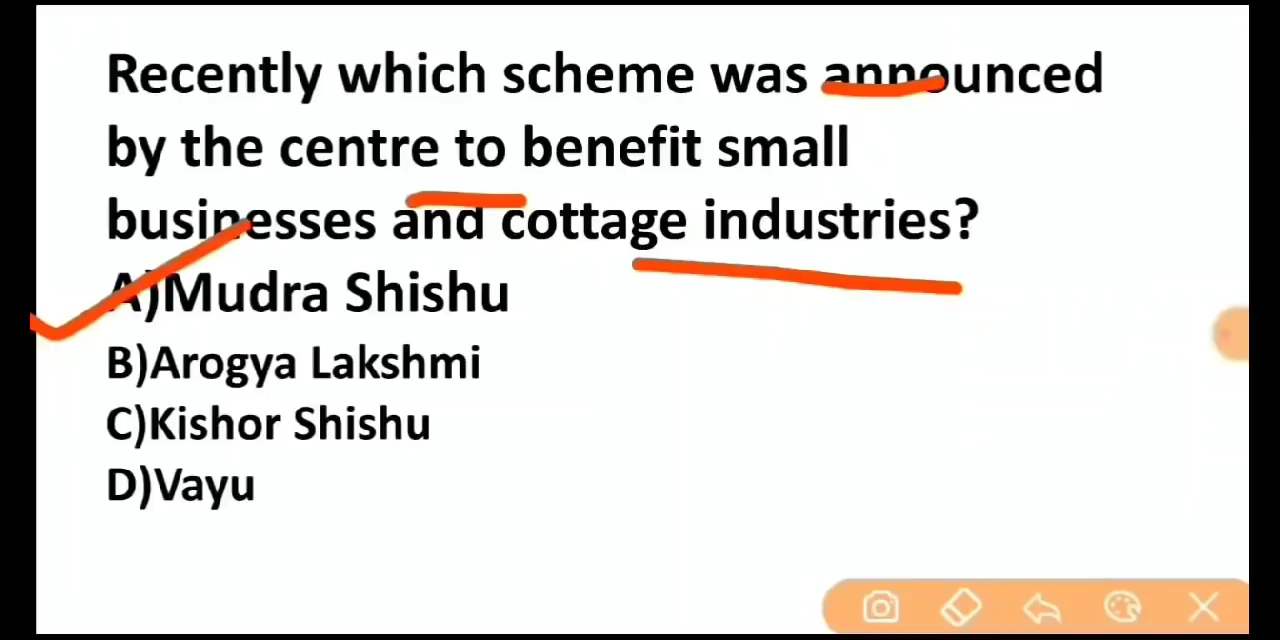 Recently which scheme was announced
by the centre to benefit small
businesses and cottage industries?
A)Mudra Shishu
B)Arogya Lakshmi
C)Kishor Shishu
D)Vayu